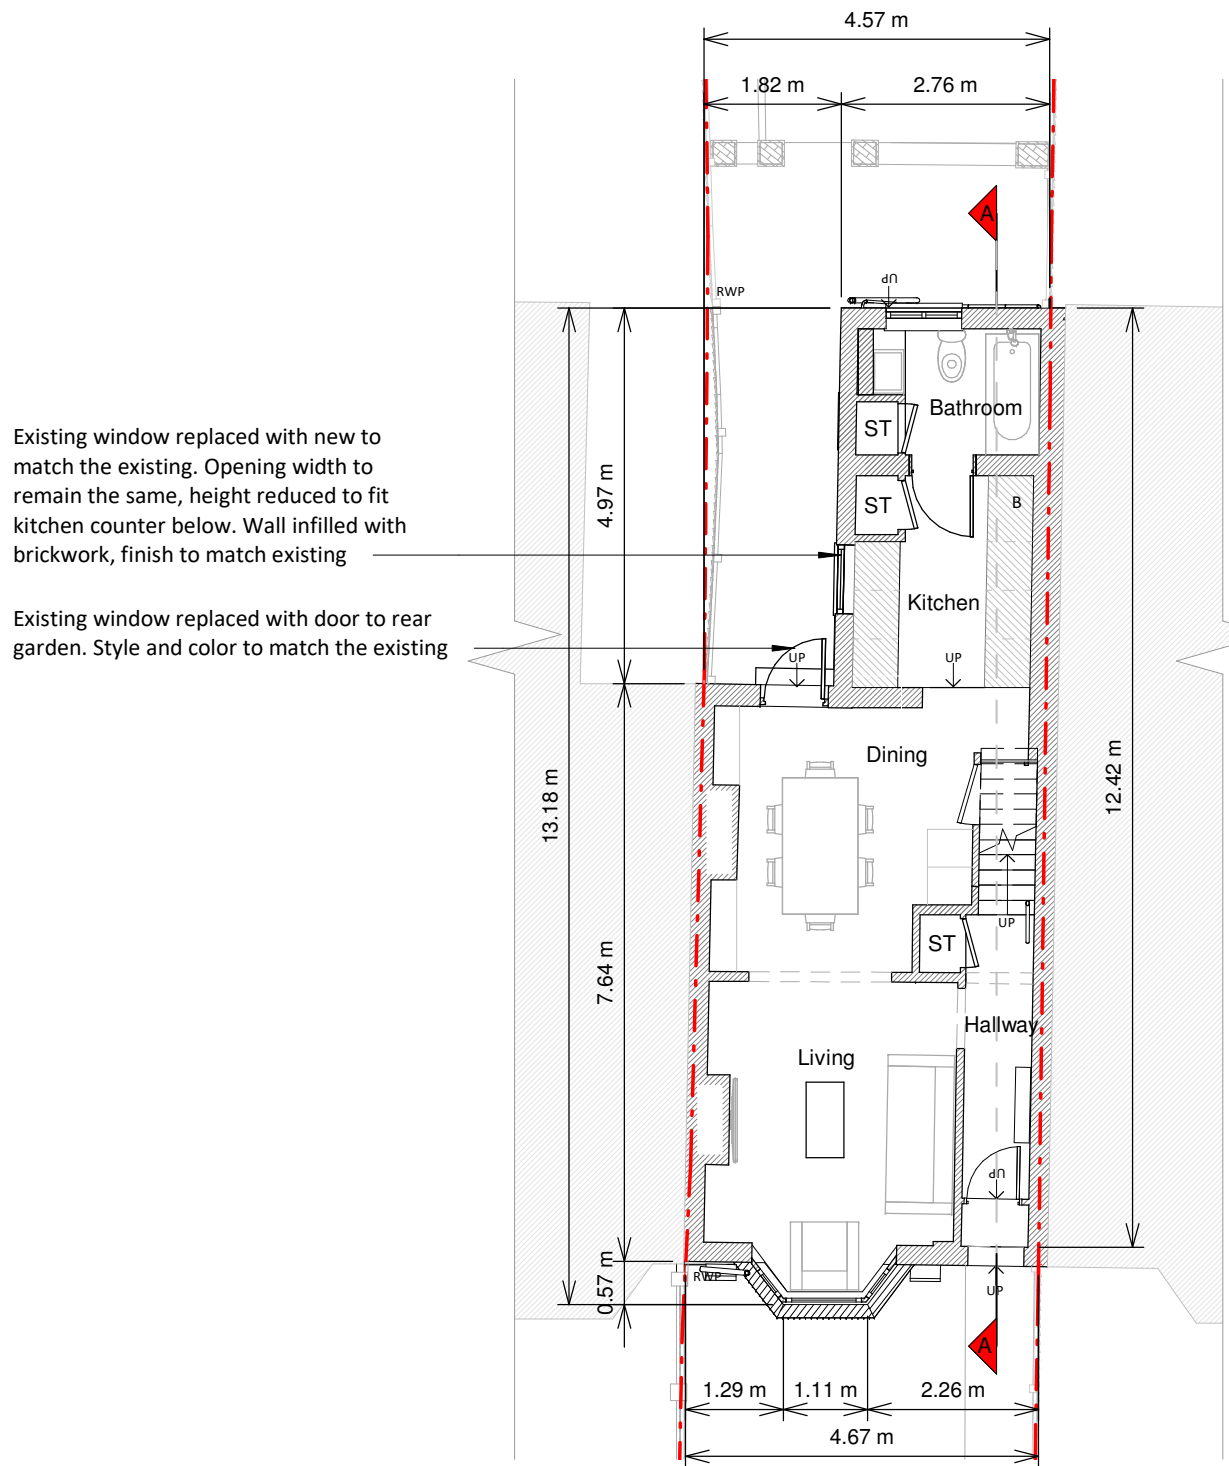 4.57 m
1.82 m
2.76 m
A
UP
RWP
Bathroom
ST
Existing window replaced with new to
match the existing. Opening width to
remain the same, height reduced to fit
kitchen counter below. Wall infilled with
brickwork, finish to match existing
4.97 m
ST
B
Kitchen
Existing window replaced with door to rear
garden. Style and color to match the existing
UP
UP
Dining
13.18 m
12.42 m
UP
ST
7.64 m
Hallway
Living
UP
0.57 m
RWP
UP
A
1.29 m
1.11 m
2.26 m
4.67 m